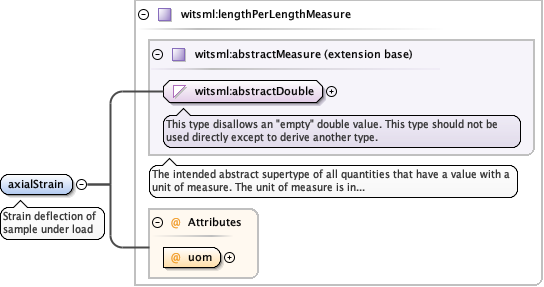 witsml:lengthPerLengthMeasure
witsml:abstractMeasure (extension base)
witsml:abstractDouble
This type disallows an "empty" double value. This type should not be
used directly except to derive another type.
The intended abstract supertype of all quantities that have a value with a
unit of measure. The unit of measure is in...
axialStrain
Strain deflection of
sample under load
@ Attributes
@ uom